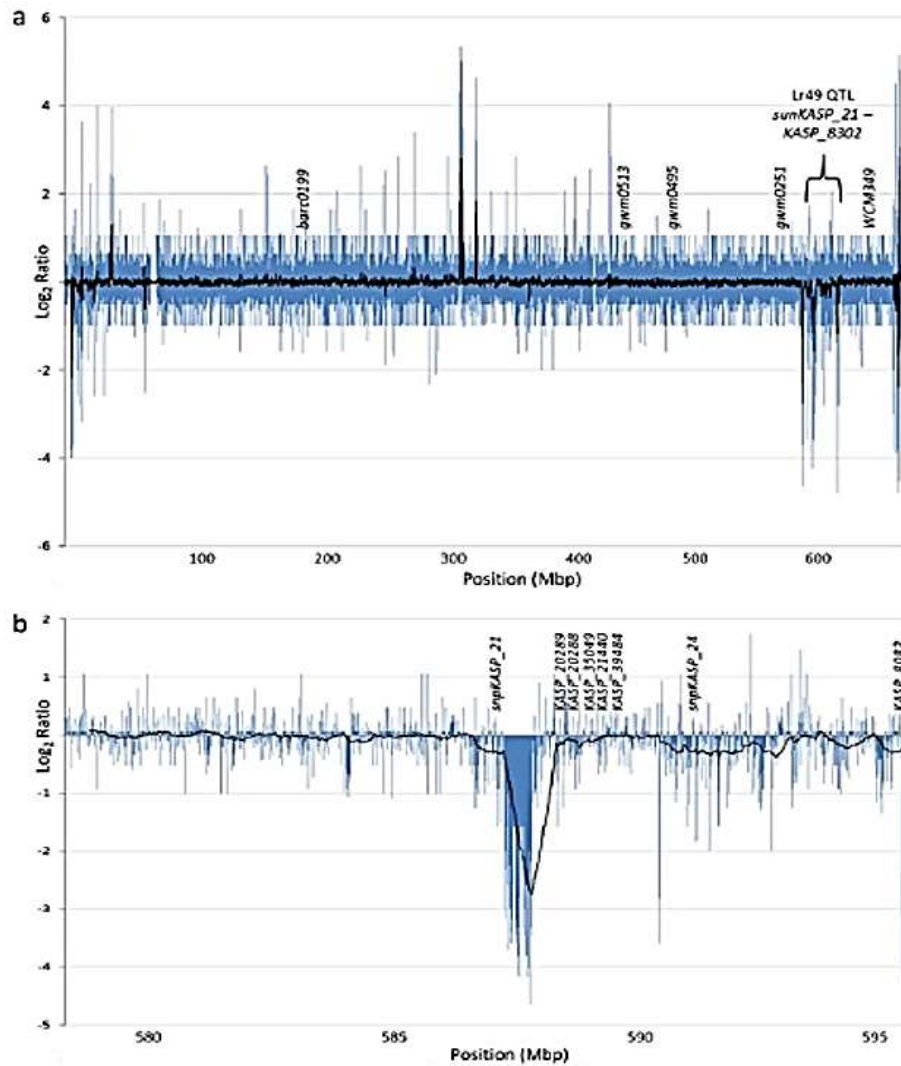 a
6
4
2
0
-2
-4
-6
Log2 Ratio
barc0199
gwm0513
gwm0495
gwm0251
Lr49 QTL
sunKASP_21 –
KASP_8302
WCM349
100 200 300 400 500 600
Position (Mbp)
b
2
1
0
-1
-2
-3
-4
-5
Log2 Ratio
snpKASP_21
KASP_20289
KASP_20288
KASP_35049
KASP_21440
KASP_39484
snpKASP_24
580 585 590 595
Position (Mbp)